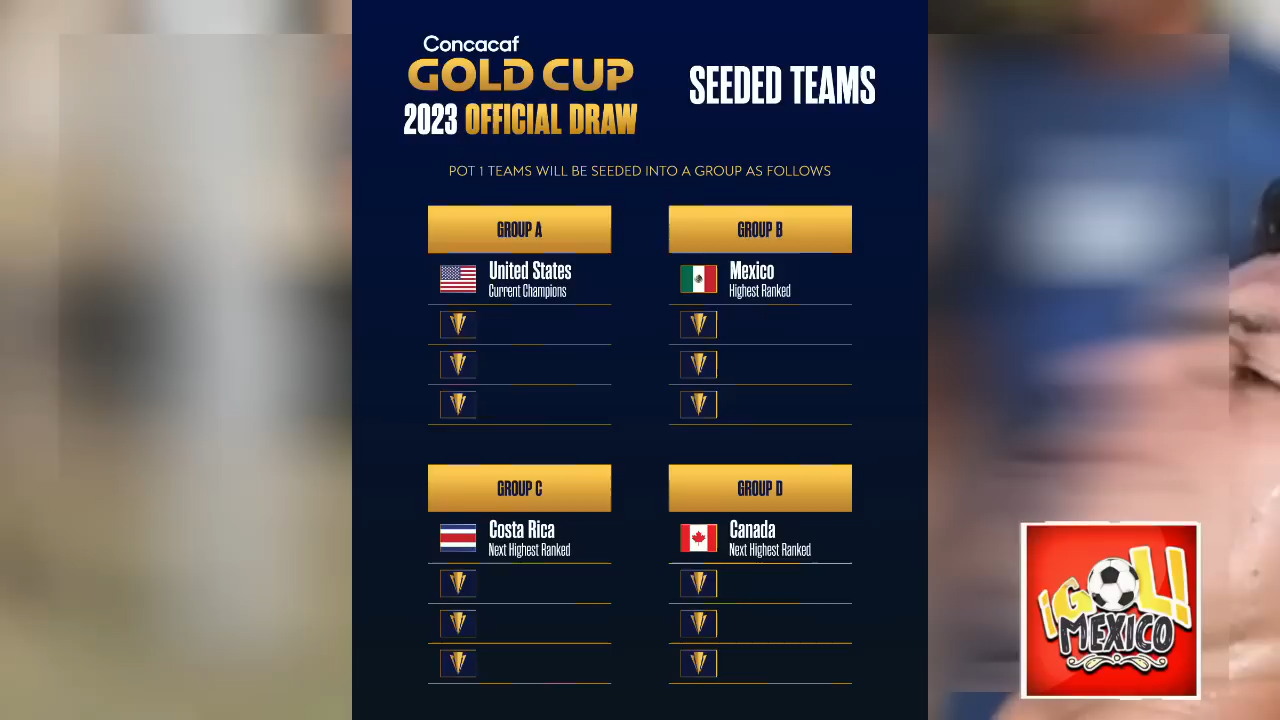 Concacaf
GOLD CUP
2023 OFFICIAL DRAW
SEEDED TEAMS
POT 1 TEAMS WILL BE SEEDED INTO A GROUP AS FOLLOWS
GROUP A
United States
Current Champions
GROUP B
Mexico
Highest Ranked
GROUP C
Costa Rica
Next Highest Ranked
GROUP D
Canada
Next Highest Ranked
¡GOL!
MEXICO